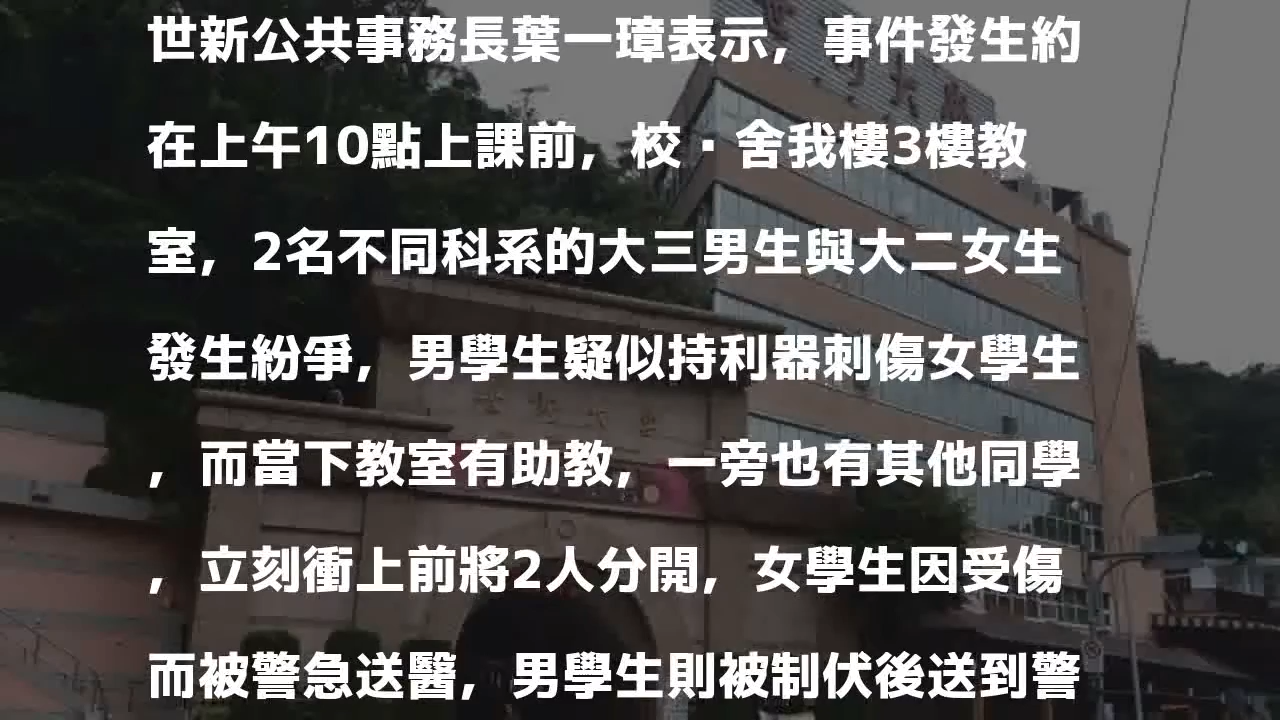 世新公共事務長葉一璋表示，事件發生約
在上午10點上課前，校·舍我樓3樓教
室，2名不同科系的大三男生與大二女生
發生紛爭，男學生疑似持利器刺傷女學生
，而當下教室有助教，一旁也有其他同學
，立刻衝上前將2人分開，女學生因受傷
而被警急送醫，男學生則被制伏後送到警